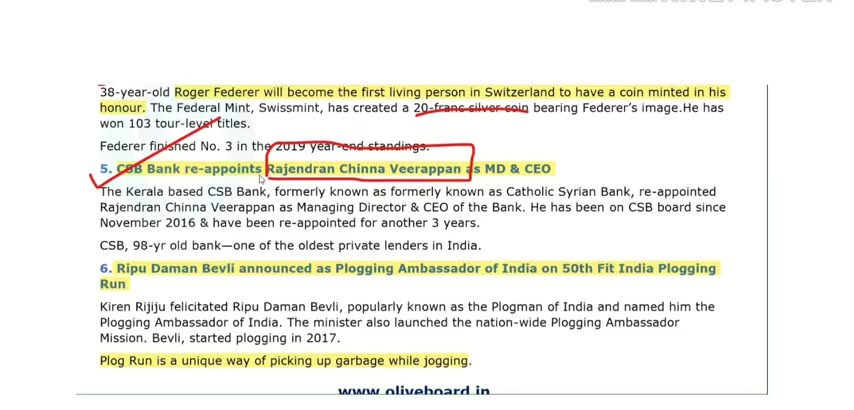 38-year-old Roger Federer will become the first living person in Switzerland to have a coin minted in his
honour. The Federal Mint, Swissmint, has created a 20-franc silver coin bearing Federer's image.He has
won 103 tour-level titles.
Federer finished No. 3 in the 2019 year-end standings.
5. CSB Bank re-appoints Rajendran Chinna Veerappan as MD & CEO
The Kerala based CSB Bank, formerly known as formerly known as Catholic Syrian Bank, re-appointed
Rajendran Chinna Veerappan as Managing Director & CEO of the Bank. He has been on CSB board since
November 2016 & have been re-appointed for another 3 years.
CSB, 98-yr old bank—one of the oldest private lenders in India.
6. Ripu Daman Bevli announced as Plogging Ambassador of India on 50th Fit India Plogging
Run
Kiren Rijiju felicitated Ripu Daman Bevli, popularly known as the Plogman of India and named him the
Plogging Ambassador of India. The minister also launched the nation-wide Plogging Ambassador
Mission. Bevli, started plogging in 2017.
Plog Run is a unique way of picking up garbage while jogging.
www.oliveboard.in